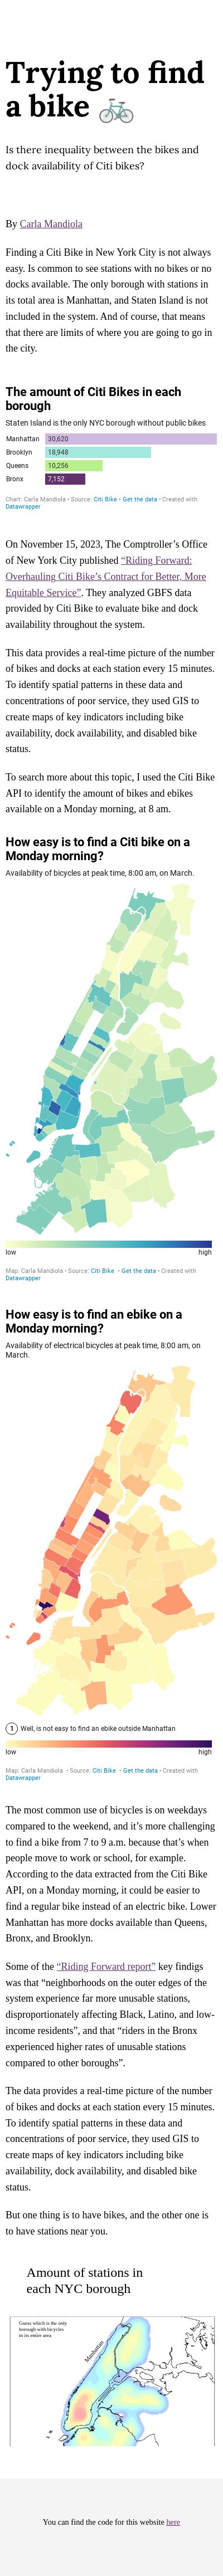 Trying to find
a bike 🚲
Is there inequality between the bikes and
dock availability of Citi bikes?
By Carla Mandiola
Finding a Citi Bike in New York City is not always
easy. Is common to see stations with no bikes or no
docks available. The only borough with stations in
its total area is Manhattan, and Staten Island is not
included in the system. And of course, that means
that there are limits of where you are going to go in
the city.
The amount of Citi Bikes in each
borough
Staten Island is the only NYC borough without public bikes
Manhattan 30,620
Brooklyn 18,948
Queens 10,256
Bronx 7,152
Chart: Carla Mandiola • Source: Citi Bike • Get the data • Created with
Datawrapper
On November 15, 2023, The Comptroller’s Office
of New York City published “Riding Forward:
Overhauling Citi Bike’s Contract for Better, More
Equitable Service”. They analyzed GBFS data
provided by Citi Bike to evaluate bike and dock
availability throughout the system.
This data provides a real-time picture of the number
of bikes and docks at each station every 15 minutes.
To identify spatial patterns in these data and
concentrations of poor service, they used GIS to
create maps of key indicators including bike
availability, dock availability, and disabled bike
status.
To search more about this topic, I used the Citi Bike
API to identify the amount of bikes and ebikes
available on a Monday morning, at 8 am.
How easy is to find a Citi bike on a
Monday morning?
Availability of bicycles at peak time, 8:00 am, on March.
low high
Map: Carla Mandiola • Source: Citi Bike • Get the data • Created with
Datawrapper
How easy is to find an ebike on a
Monday morning?
Availability of electrical bicycles at peak time, 8:00 am, on
March.
1 Well, is not easy to find an ebike outside Manhattan
low high
Map: Carla Mandiola • Source: Citi Bike • Get the data • Created with
Datawrapper
The most common use of bicycles is on weekdays
compared to the weekend, and it’s more challenging
to find a bike from 7 to 9 a.m. because that’s when
people move to work or school, for example.
According to the data extracted from the Citi Bike
API, on a Monday morning, it could be easier to
find a regular bike instead of an electric bike. Lower
Manhattan has more docks available than Queens,
Bronx, and Brooklyn.
Some of the “Riding Forward report” key findigs
was that “neighborhoods on the outer edges of the
system experience far more unusable stations,
disproportionately affecting Black, Latino, and low-
income residents”, and that “riders in the Bronx
experienced higher rates of unusable stations
compared to other boroughs”.
The data provides a real-time picture of the number
of bikes and docks at each station every 15 minutes.
To identify spatial patterns in these data and
concentrations of poor service, they used GIS to
create maps of key indicators including bike
availability, dock availability, and disabled bike
status.
But one thing is to have bikes, and the other one is
to have stations near you.
Amount of stations in
each NYC borough
Guess which is the only
borough with bicycles
in its entire area
Manhattan
You can find the code for this website here